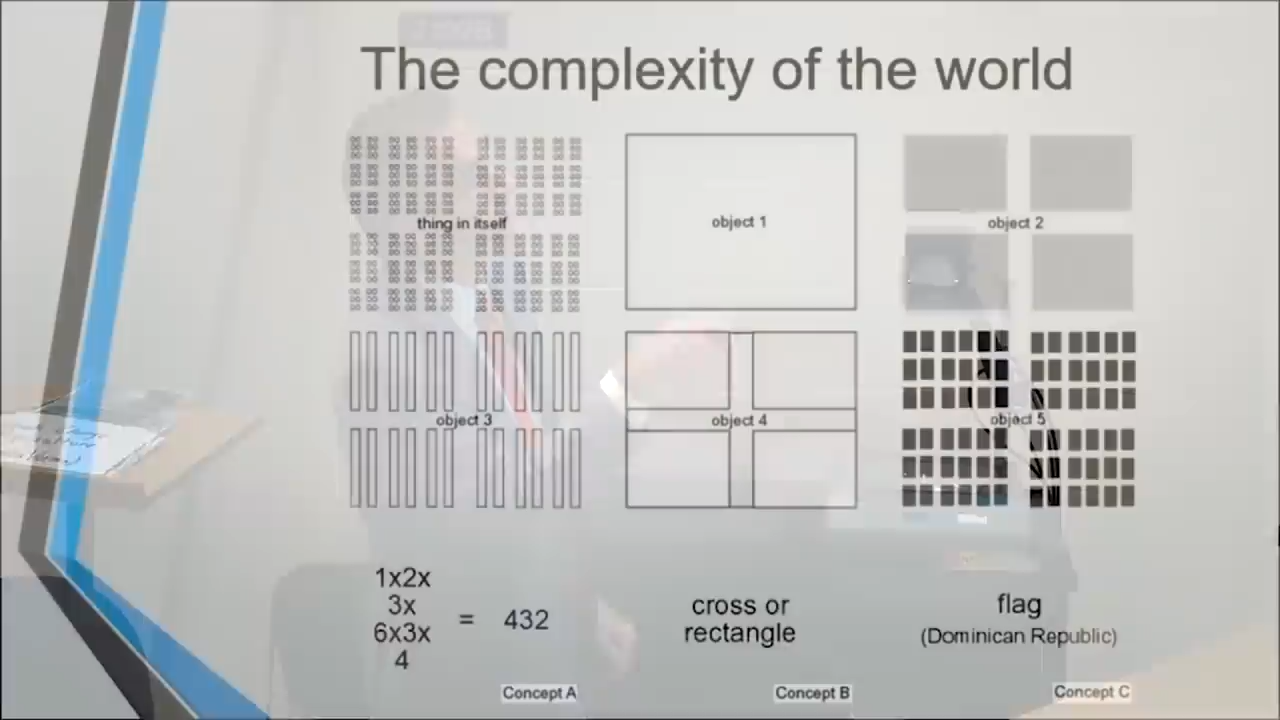 The complexity of the world
thing in itself
object 1
object 2
object 3
object 4
object 5
1x2x
3x
6x3x
4
= 432
cross or
rectangle
flag
(Dominican Republic)
Concept A
Concept B
Concept C